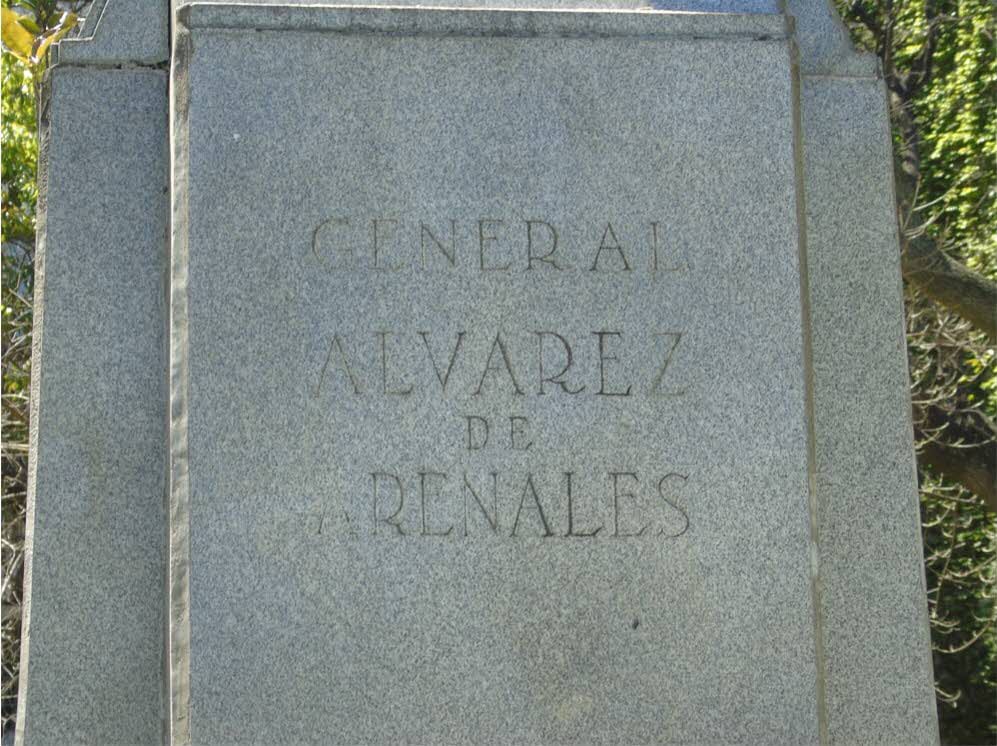 GENERAL
ALVAREZ
DE
ARENALES